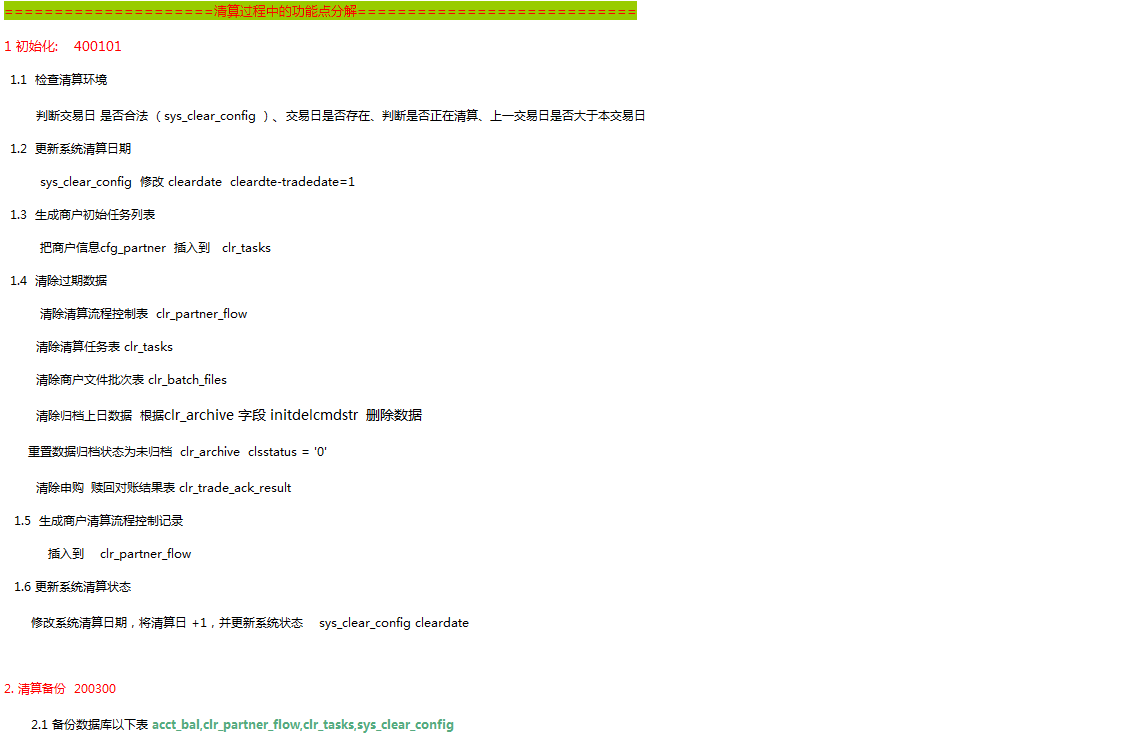 =====================清算过程中的功能点分解============================
1 初始化: 400101
1.1 检查清算环境
判断交易日 是否合法 ( sys_clear_config ) 、交易日是否存在、判断是否正在清算、上一交易日是否大于本交易日
1.2 更新系统清算日期
sys_clear_config 修改 cleardate cleardte-tradedate=1
1.3 生成商户初始任务列表
把商户信息cfg_partner 插入到 clr_tasks
1.4 清除过期数据
清除清算流程控制表 clr_partner_flow
清除清算任务表 clr_tasks
清除商户文件批次表 clr_batch_files
清除归档上日数据 根据clr_archive 字段 initdelcmdstr 删除数据
重置数据归档状态为未归档 clr_archive clsstatus = '0'
清除申购 赎回对账结果表 clr_trade_ack_result
1.5 生成商户清算流程控制记录
插入到 clr_partner_flow
1.6 更新系统清算状态
修改系统清算日期，将清算日 +1，并更新系统状态 sys_clear_config cleardate
2. 清算备份 200300
2.1 备份数据库以下表 acct_bal,clr_partner_flow,clr_tasks,sys_clear_config